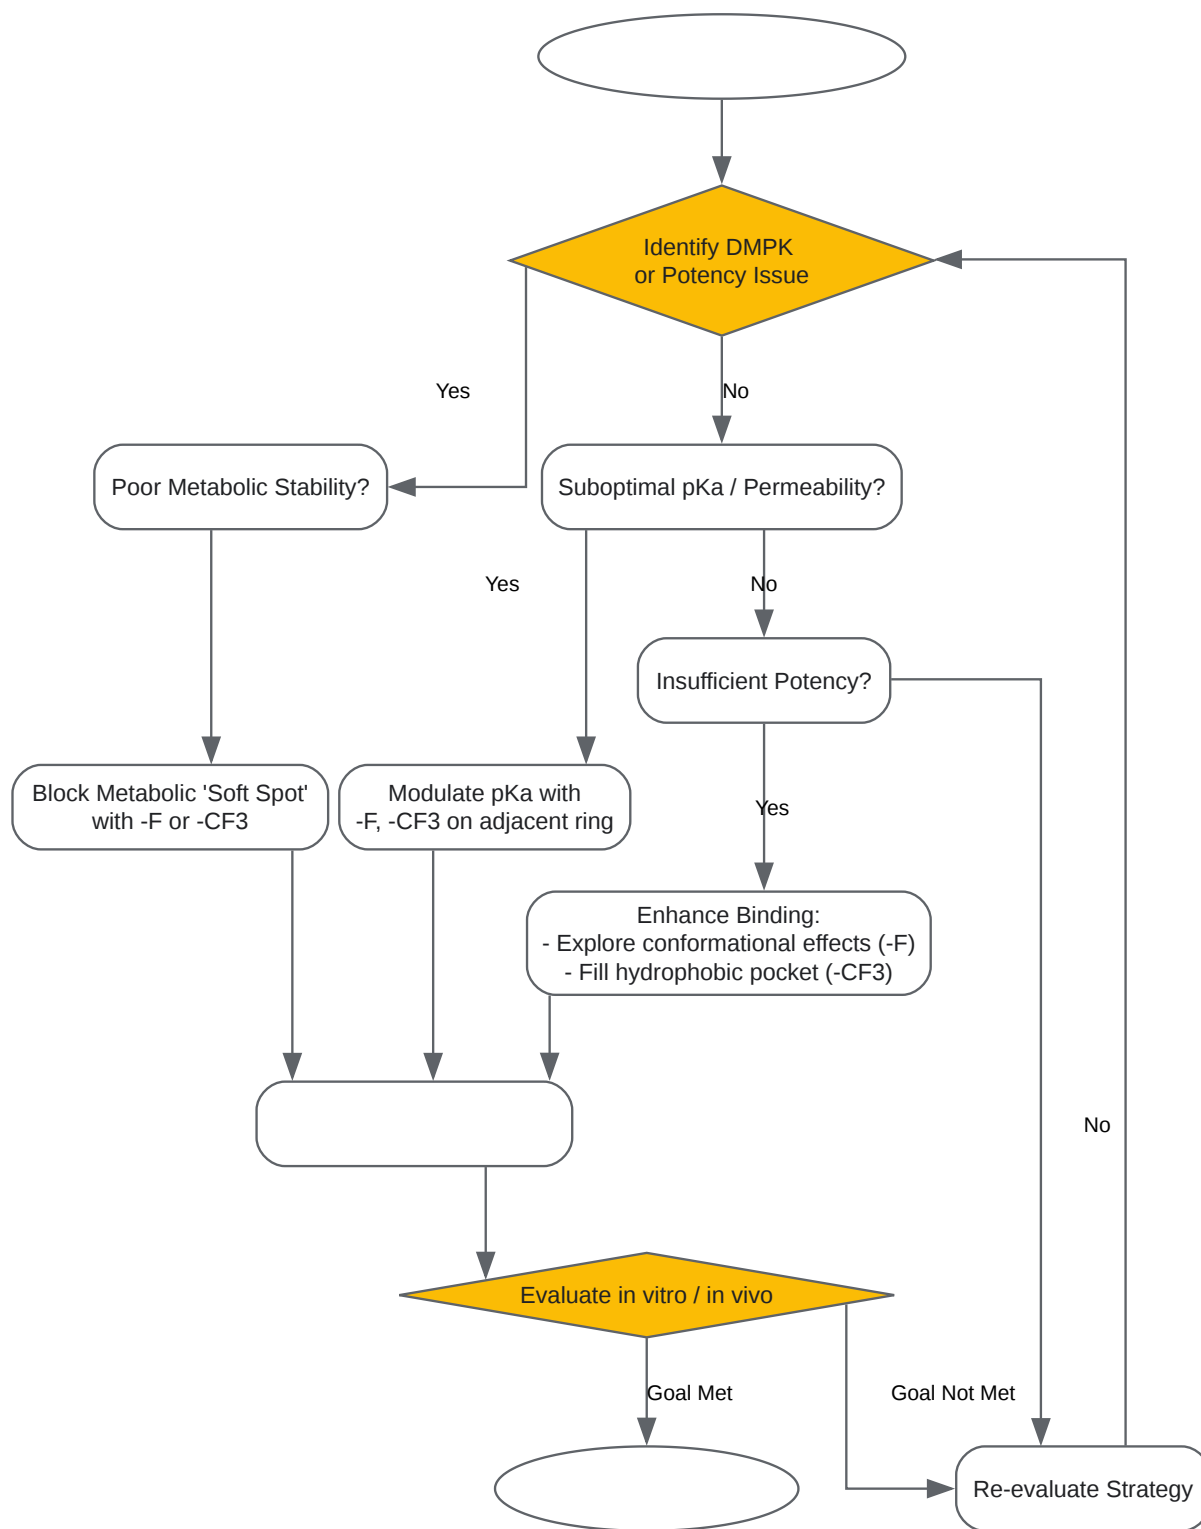 Identify DMPK
or Potency Issue
Yes
No
Poor Metabolic Stability?
Suboptimal pKa / Permeability?
Yes
No
Insufficient Potency?
Block Metabolic 'Soft Spot'
with -F or -CF3
Modulate pKa with
-F, -CF3 on adjacent ring
Yes
Enhance Binding:
- Explore conformational effects (-F)
- Fill hydrophobic pocket (-CF3)
No
Evaluate in vitro / in vivo
Goal Met
Goal Not Met
Re-evaluate Strategy